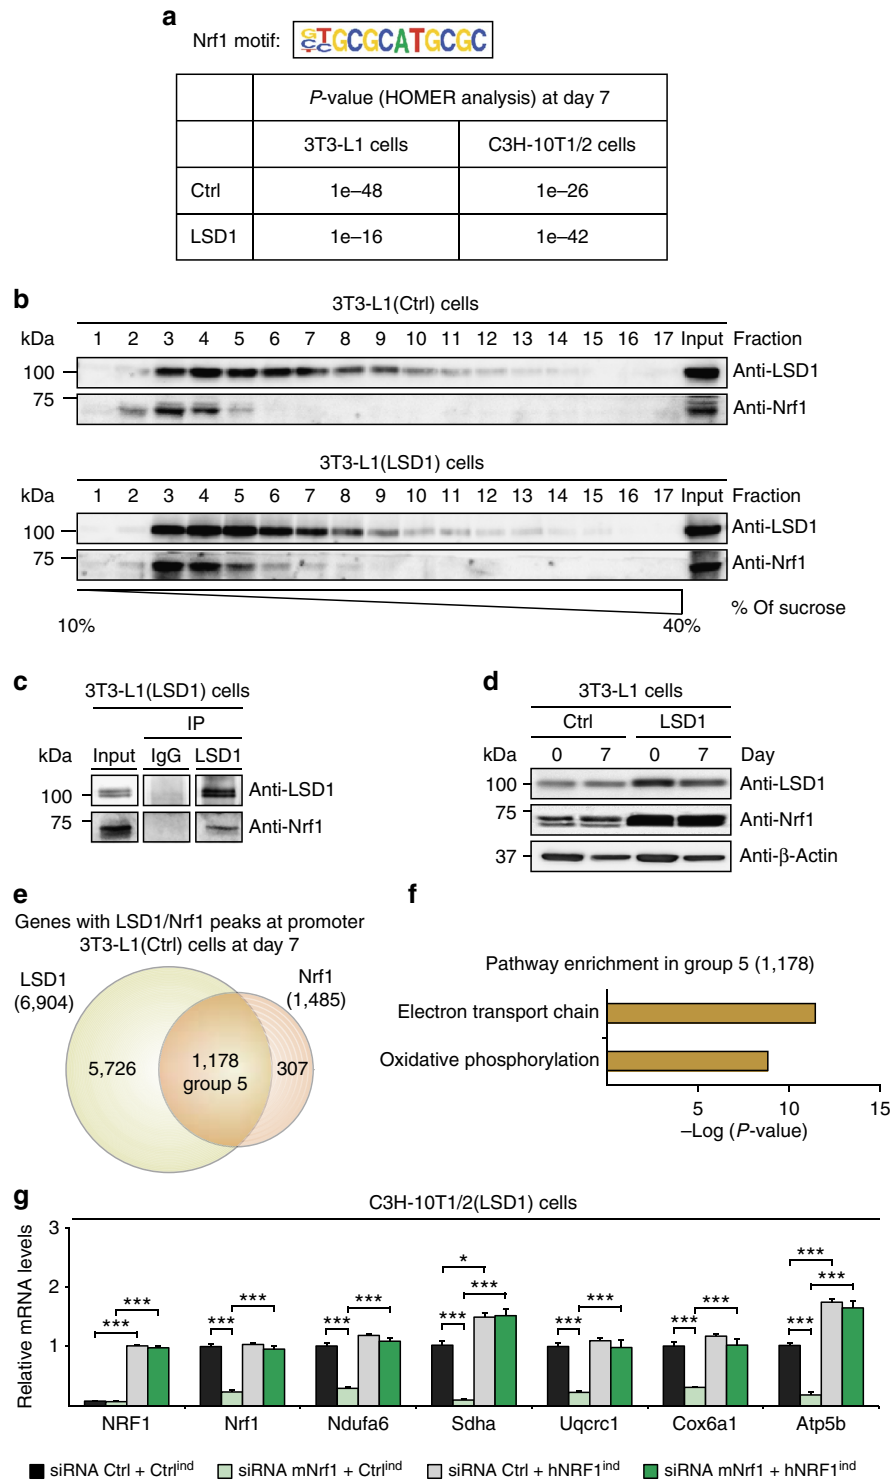 a
Nrf1 motif: GCGCATGCGC
P-value (HOMER analysis) at day 7
3T3-L1 cells C3H-10T1/2 cells
Ctrl 1e–48 1e–26
LSD1 1e–16 1e–42
b
3T3-L1(Ctrl) cells
kDa 1 2 3 4 5 6 7 8 9 10 11 12 13 14 15 16 17 Input Fraction
100 Anti-LSD1
75 Anti-Nrf1
3T3-L1(LSD1) cells
kDa 1 2 3 4 5 6 7 8 9 10 11 12 13 14 15 16 17 Input Fraction
100 Anti-LSD1
75 Anti-Nrf1
10% 40% % Of sucrose
c
3T3-L1(LSD1) cells
IP
kDa Input IgG LSD1
100 Anti-LSD1
75 Anti-Nrf1
d
3T3-L1 cells
Ctrl LSD1
kDa 0 7 0 7 Day
100 Anti-LSD1
75 Anti-Nrf1
37 Anti-β-Actin
e
Genes with LSD1/Nrf1 peaks at promoter
3T3-L1(Ctrl) cells at day 7
LSD1
(6,904)
Nrf1
(1,485)
5,726 1,178 307
group 5
f
Pathway enrichment in group 5 (1,178)
Electron transport chain
Oxidative phosphorylation
5 10 15
–Log (P-value)
g
C3H-10T1/2(LSD1) cells
Relative mRNA levels
3
2
1
*** ***
*** ***
*** ***
* *** ***
*** ***
*** ***
*** *** ***
NRF1 Nrf1 Ndufa6 Sdha Uqcrc1 Cox6a1 Atp5b
siRNA Ctrl + Ctrlind siRNA mNrf1 + Ctrlind siRNA Ctrl + hNRF1ind siRNA mNrf1 + hNRF1ind